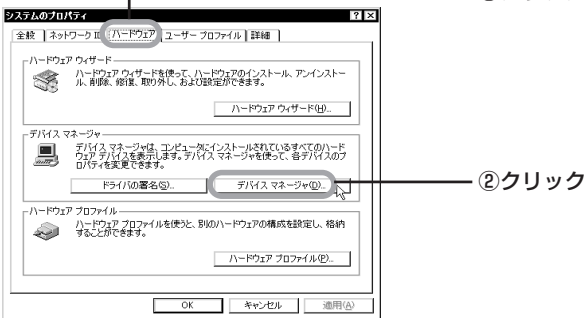 システムのプロパティ
全般 ネットワーク ID ハードウェア ユーザー プロファイル 詳細
ハードウェア ウィザード
ハードウェア ウィザードを使って、ハードウェアのインストール、アンインストー
ル、削除、修復、取り外し、および設定ができます。
ハードウェア ウィザード(H)...
デバイス マネージャ
デバイス マネージャは、コンピュータにインストールされているすべてのハード
ウェア デバイスを表示します。デバイス マネージャを使って、各デバイスのプ
ロパティを変更できます。
ドライバの署名(S)...
デバイス マネージャ(D)...
②クリック
ハードウェア プロファイル
ハードウェア プロファイルを使うと、別のハードウェアの構成を設定し、格納
することができます。
ハードウェア プロファイル(P)...
OK キャンセル 適用(A)